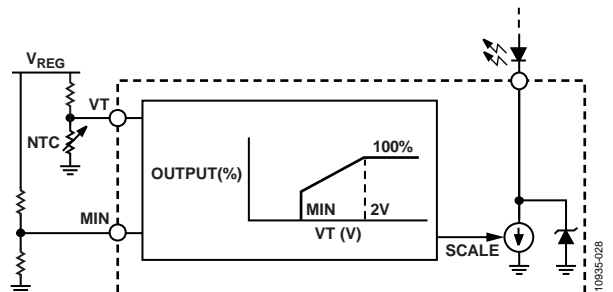 VREG
VT
NTC
OUTPUT(%)
100%
MIN
2V
VT (V)
MIN
SCALE
10935-028